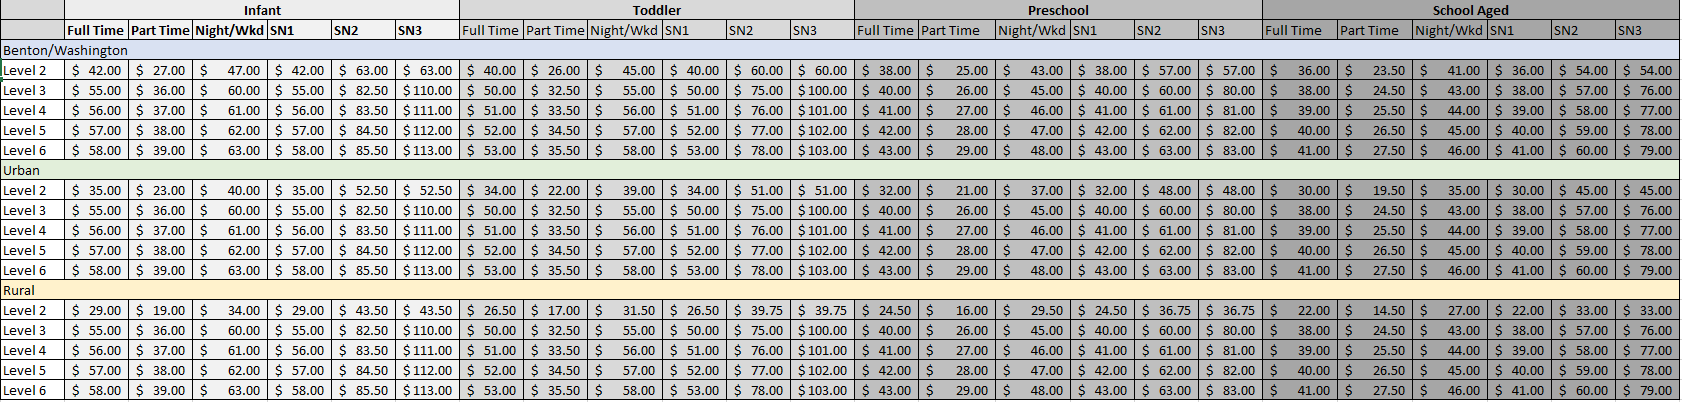 Infant Toddler Preschool School Aged
Full Time Part Time Night/Wkd SN1 SN2 SN3 Full Time Part Time Night/Wkd SN1 SN2 SN3 Full Time Part Time Night/Wkd SN1 SN2 SN3 Full Time Part Time Night/Wkd SN1 SN2 SN3
Benton/Washington
Level 2 $ 42.00 $ 27.00 $ 47.00 $ 42.00 $ 63.00 $ 63.00 $ 40.00 $ 26.00 $ 45.00 $ 40.00 $ 60.00 $ 60.00 $ 38.00 $ 25.00 $ 43.00 $ 38.00 $ 57.00 $ 57.00 $ 36.00 $ 23.50 $ 41.00 $ 36.00 $ 54.00 $ 54.00
Level 3 $ 55.00 $ 36.00 $ 60.00 $ 55.00 $ 82.50 $110.00 $ 50.00 $ 32.50 $ 55.00 $ 50.00 $ 75.00 $100.00 $ 40.00 $ 26.00 $ 45.00 $ 40.00 $ 60.00 $ 80.00 $ 38.00 $ 24.50 $ 43.00 $ 38.00 $ 57.00 $ 76.00
Level 4 $ 56.00 $ 37.00 $ 61.00 $ 56.00 $ 83.50 $111.00 $ 51.00 $ 33.50 $ 56.00 $ 51.00 $ 76.00 $101.00 $ 41.00 $ 27.00 $ 46.00 $ 41.00 $ 61.00 $ 81.00 $ 39.00 $ 25.50 $ 44.00 $ 39.00 $ 58.00 $ 77.00
Level 5 $ 57.00 $ 38.00 $ 62.00 $ 57.00 $ 84.50 $112.00 $ 52.00 $ 34.50 $ 57.00 $ 52.00 $ 77.00 $102.00 $ 42.00 $ 28.00 $ 47.00 $ 42.00 $ 62.00 $ 82.00 $ 40.00 $ 26.50 $ 45.00 $ 40.00 $ 59.00 $ 78.00
Level 6 $ 58.00 $ 39.00 $ 63.00 $ 58.00 $ 85.50 $113.00 $ 53.00 $ 35.50 $ 58.00 $ 53.00 $ 78.00 $103.00 $ 43.00 $ 29.00 $ 48.00 $ 43.00 $ 63.00 $ 83.00 $ 41.00 $ 27.50 $ 46.00 $ 41.00 $ 60.00 $ 79.00
Urban
Level 2 $ 35.00 $ 23.00 $ 40.00 $ 35.00 $ 52.50 $ 52.50 $ 34.00 $ 22.00 $ 39.00 $ 34.00 $ 51.00 $ 51.00 $ 32.00 $ 21.00 $ 37.00 $ 32.00 $ 48.00 $ 48.00 $ 30.00 $ 19.50 $ 35.00 $ 30.00 $ 45.00 $ 45.00
Level 3 $ 55.00 $ 36.00 $ 60.00 $ 55.00 $ 82.50 $110.00 $ 50.00 $ 32.50 $ 55.00 $ 50.00 $ 75.00 $100.00 $ 40.00 $ 26.00 $ 45.00 $ 40.00 $ 60.00 $ 80.00 $ 38.00 $ 24.50 $ 43.00 $ 38.00 $ 57.00 $ 76.00
Level 4 $ 56.00 $ 37.00 $ 61.00 $ 56.00 $ 83.50 $111.00 $ 51.00 $ 33.50 $ 56.00 $ 51.00 $ 76.00 $101.00 $ 41.00 $ 27.00 $ 46.00 $ 41.00 $ 61.00 $ 81.00 $ 39.00 $ 25.50 $ 44.00 $ 39.00 $ 58.00 $ 77.00
Level 5 $ 57.00 $ 38.00 $ 62.00 $ 57.00 $ 84.50 $112.00 $ 52.00 $ 34.50 $ 57.00 $ 52.00 $ 77.00 $102.00 $ 42.00 $ 28.00 $ 47.00 $ 42.00 $ 62.00 $ 82.00 $ 40.00 $ 26.50 $ 45.00 $ 40.00 $ 59.00 $ 78.00
Level 6 $ 58.00 $ 39.00 $ 63.00 $ 58.00 $ 85.50 $113.00 $ 53.00 $ 35.50 $ 58.00 $ 53.00 $ 78.00 $103.00 $ 43.00 $ 29.00 $ 48.00 $ 43.00 $ 63.00 $ 83.00 $ 41.00 $ 27.50 $ 46.00 $ 41.00 $ 60.00 $ 79.00
Rural
Level 2 $ 29.00 $ 19.00 $ 34.00 $ 29.00 $ 43.50 $ 43.50 $ 26.50 $ 17.00 $ 31.50 $ 26.50 $ 39.75 $ 39.75 $ 24.50 $ 16.00 $ 29.50 $ 24.50 $ 36.75 $ 36.75 $ 22.00 $ 14.50 $ 27.00 $ 22.00 $ 33.00 $ 33.00
Level 3 $ 55.00 $ 36.00 $ 60.00 $ 55.00 $ 82.50 $110.00 $ 50.00 $ 32.50 $ 55.00 $ 50.00 $ 75.00 $100.00 $ 40.00 $ 26.00 $ 45.00 $ 40.00 $ 60.00 $ 80.00 $ 38.00 $ 24.50 $ 43.00 $ 38.00 $ 57.00 $ 76.00
Level 4 $ 56.00 $ 37.00 $ 61.00 $ 56.00 $ 83.50 $111.00 $ 51.00 $ 33.50 $ 56.00 $ 51.00 $ 76.00 $101.00 $ 41.00 $ 27.00 $ 46.00 $ 41.00 $ 61.00 $ 81.00 $ 39.00 $ 25.50 $ 44.00 $ 39.00 $ 58.00 $ 77.00
Level 5 $ 57.00 $ 38.00 $ 62.00 $ 57.00 $ 84.50 $112.00 $ 52.00 $ 34.50 $ 57.00 $ 52.00 $ 77.00 $102.00 $ 42.00 $ 28.00 $ 47.00 $ 42.00 $ 62.00 $ 82.00 $ 40.00 $ 26.50 $ 45.00 $ 40.00 $ 59.00 $ 78.00
Level 6 $ 58.00 $ 39.00 $ 63.00 $ 58.00 $ 85.50 $113.00 $ 53.00 $ 35.50 $ 58.00 $ 53.00 $ 78.00 $103.00 $ 43.00 $ 29.00 $ 48.00 $ 43.00 $ 63.00 $ 83.00 $ 41.00 $ 27.50 $ 46.00 $ 41.00 $ 60.00 $ 79.00